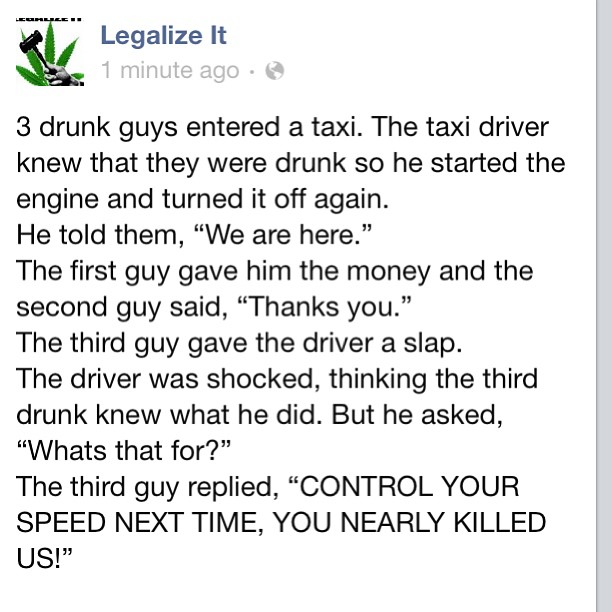 LEGALIZE IT
Legalize It
1 minute ago ·
3 drunk guys entered a taxi. The taxi driver
knew that they were drunk so he started the
engine and turned it off again.
He told them, “We are here.”
The first guy gave him the money and the
second guy said, “Thanks you.”
The third guy gave the driver a slap.
The driver was shocked, thinking the third
drunk knew what he did. But he asked,
“Whats that for?”
The third guy replied, “CONTROL YOUR
SPEED NEXT TIME, YOU NEARLY KILLED
US!”